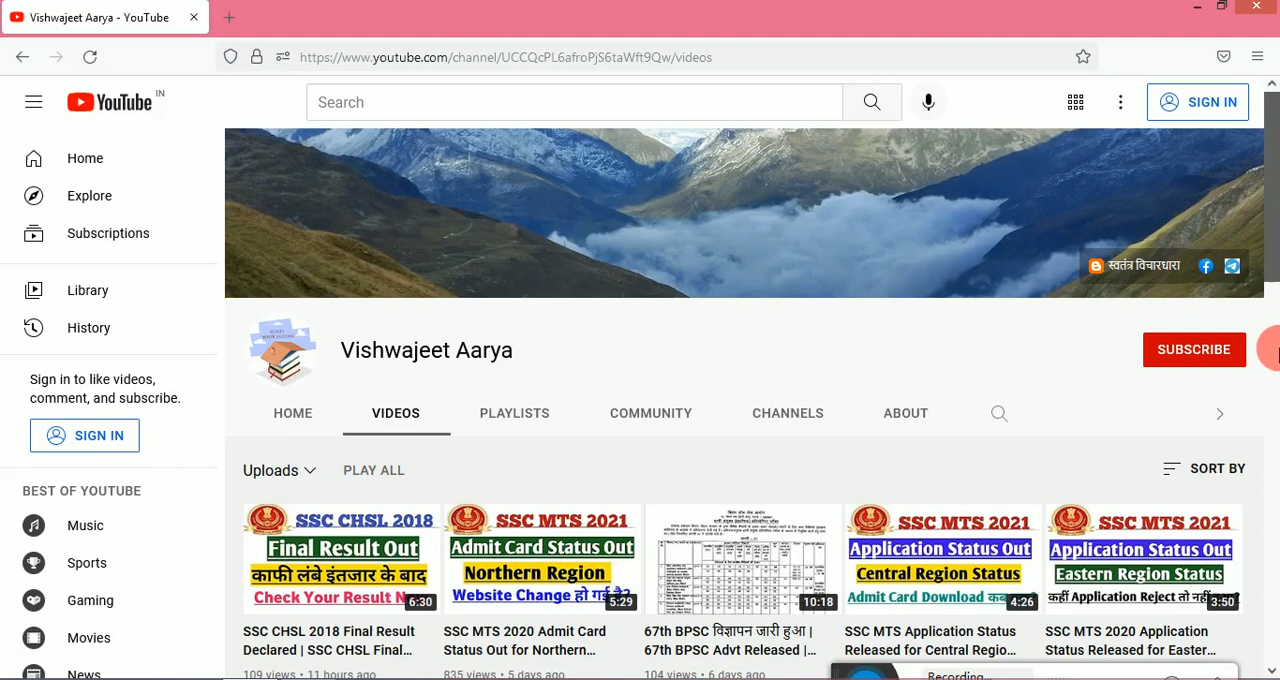 Vishwajeet Aarya - YouTube
https://www.youtube.com/channel/UCCQcPL6afroPjS6taWft9Qw/videos
YouTube IN
Search
SIGN IN
Home
Explore
Subscriptions
Library
History
Sign in to like videos,
comment, and subscribe.
SIGN IN
BEST OF YOUTUBE
Music
Sports
Gaming
Movies
News
स्वतंत्र विचारधारा
Vishwajeet Aarya
SUBSCRIBE
HOME VIDEOS PLAYLISTS COMMUNITY CHANNELS ABOUT
Uploads PLAY ALL SORT BY
SSC CHSL 2018
Final Result Out
काफी लंबे इंतजार के बाद
Check Your Result
6:30
SSC CHSL 2018 Final Result
Declared | SSC CHSL Final...
109 views • 11 hours ago
SSC MTS 2021
Admit Card Status Out
Northern Region
Website Change हो गई है?
5:29
SSC MTS 2020 Admit Card
Status Out for Northern...
835 views • 5 days ago
10:18
67th BPSC विज्ञापन जारी हुआ |
67th BPSC Advt Released |...
104 views • 6 days ago
SSC MTS 2021
Application Status Out
Central Region Status
Admit Card Download
4:26
SSC MTS Application Status
Released for Central Regio...
SSC MTS 2021
Application Status Out
Eastern Region Status
कहीं Application Reject तो
3:50
SSC MTS 2020 Application
Status Released for Easter...
Recording...